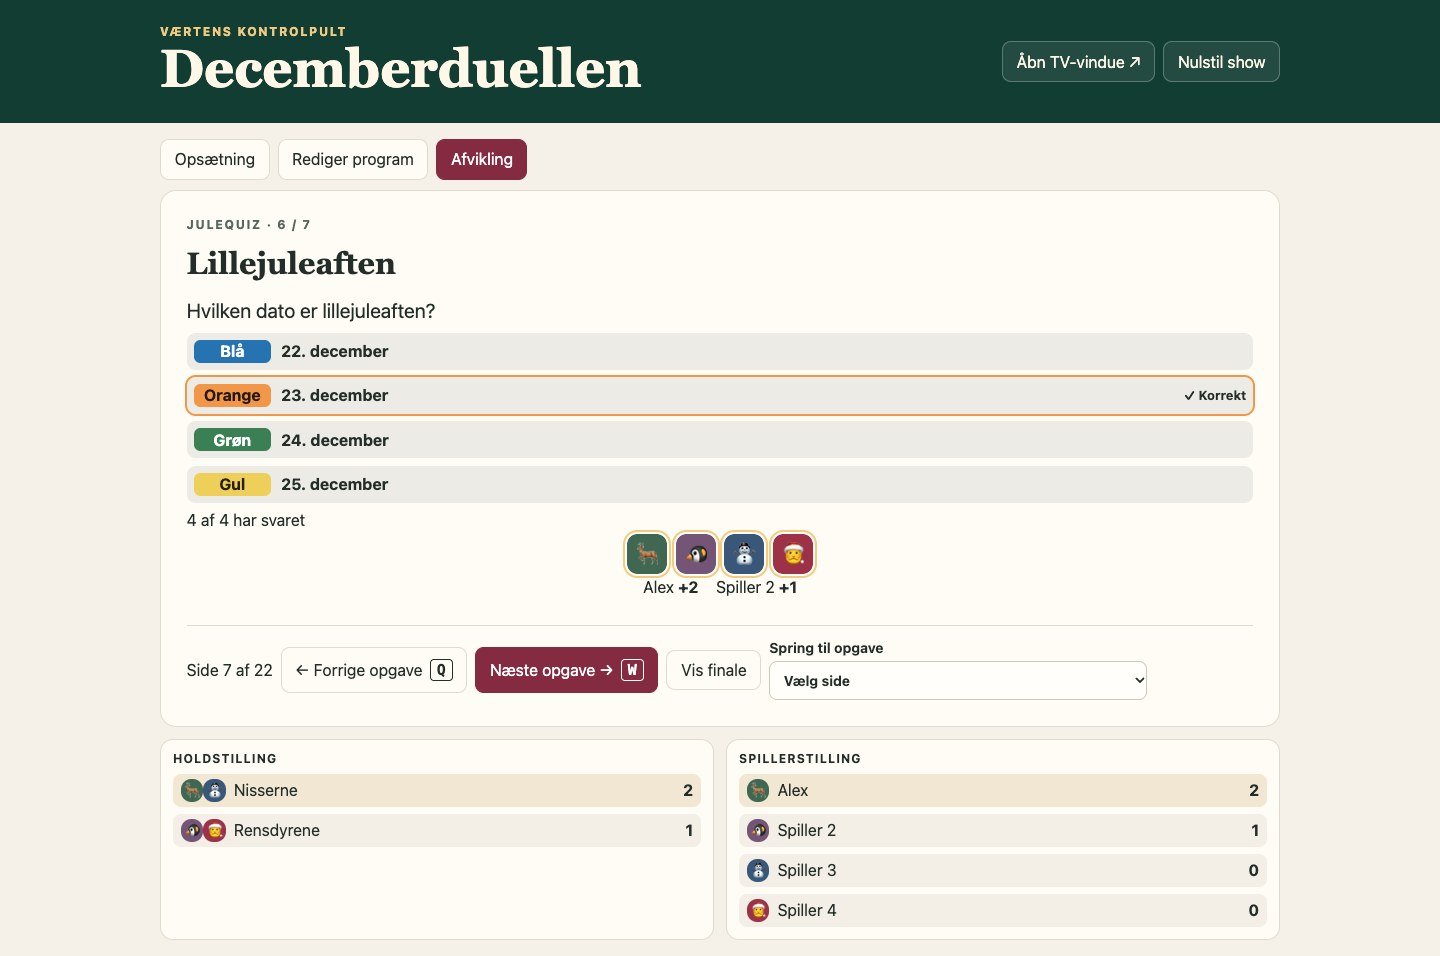 VÆRTENS KONTROLPULT
Decemberduellen
Åbn TV-vindue ↗
Nulstil show
Opsætning
Rediger program
Afvikling
JULEQUIZ · 6 / 7
Lillejuleaften
Hvilken dato er lillejuleaften?
Blå 22. december
Orange 23. december ✓ Korrekt
Grøn 24. december
Gul 25. december
4 af 4 har svaret
Alex +2 Spiller 2 +1
Spring til opgave
Side 7 af 22 ← Forrige opgave Q Næste opgave → W Vis finale Vælg side
HOLDSTILLING
Nisserne 2
Rensdyrene 1
SPILLERSTILLING
Alex 2
Spiller 2 1
Spiller 3 0
Spiller 4 0